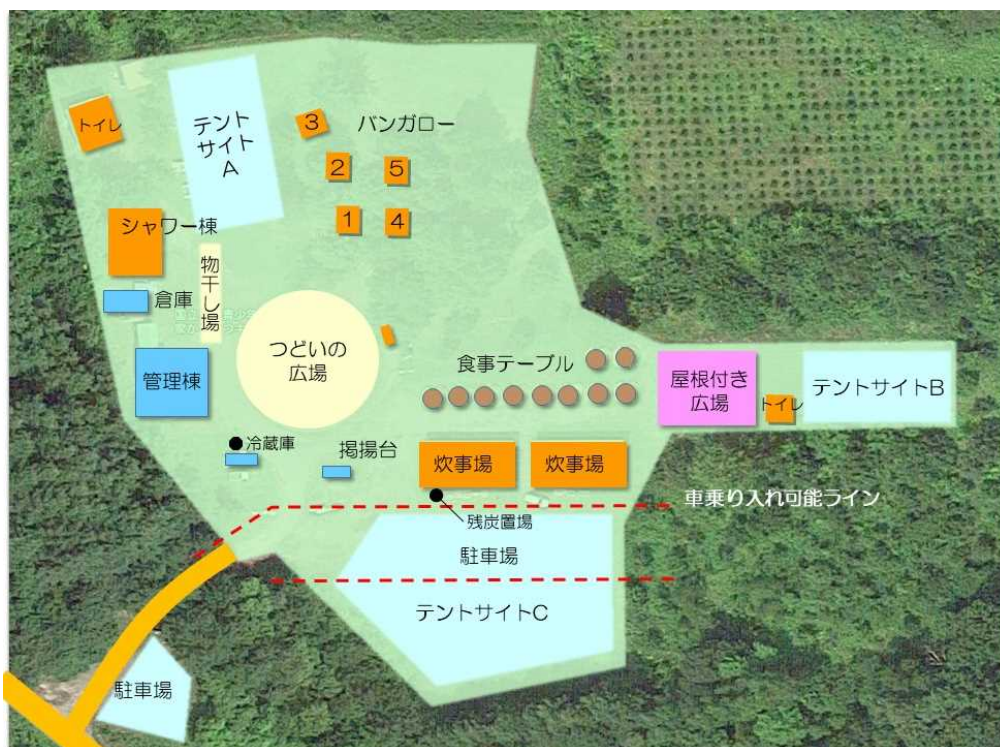 トイレ
テント
サイト
A
3
バンガロー
2
5
1
4
シャワー棟
物干し場
倉庫
つどいの
広場
管理棟
食事テーブル
屋根付き
広場
トイレ
テントサイトB
冷蔵庫
掲揚台
炊事場
炊事場
車乗り入れ可能ライン
残炭置場
駐車場
テントサイトC
駐車場